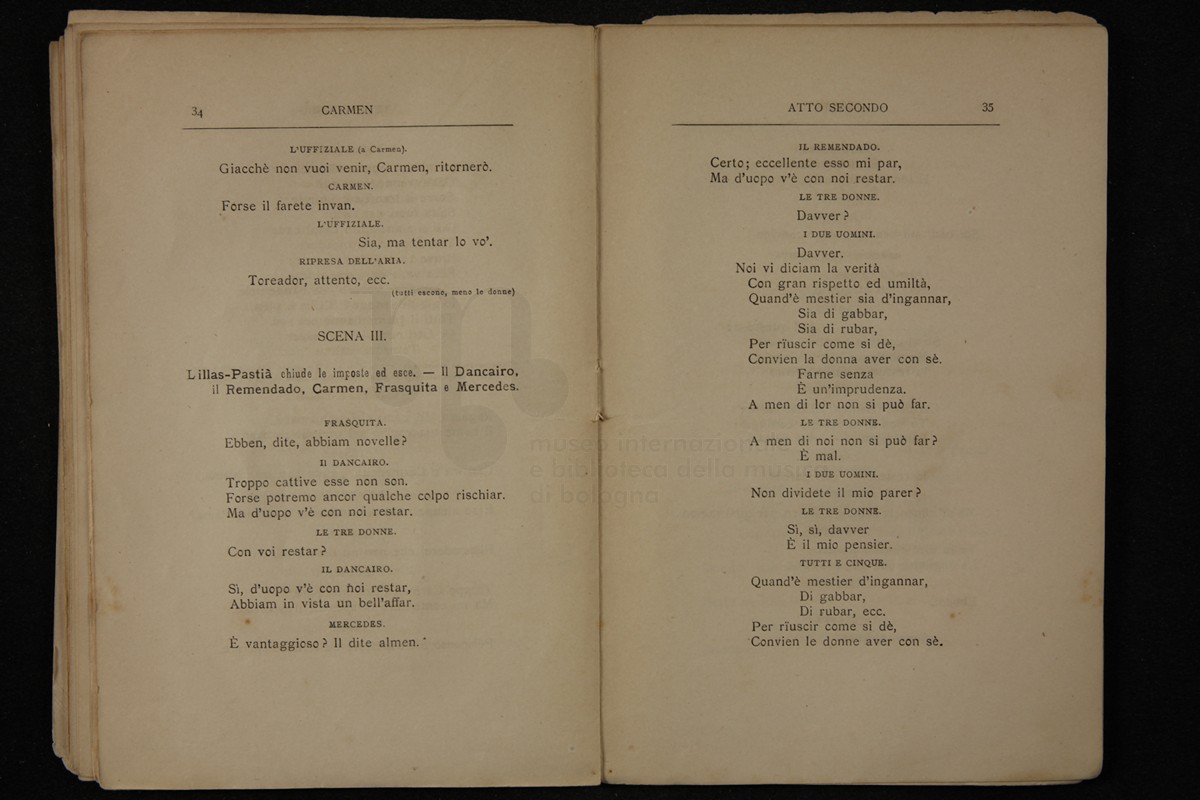 34 CARMEN
L'UFFIZIALE (a Carmen).
Giacchè non vuoi venir, Carmen, ritornerò.
CARMEN.
Forse il farete invan.
L'UFFIZIALE.
Sia, ma tentar lo vo'.
RIPRESA DELL'ARIA.
Toreador, attento, ecc.
(tutti escono, meno le donne)
SCENA III.
Lillas-Pastià chiude le imposte ed esce. — Il Dancairo,
il Remendado, Carmen, Frasquita e Mercedes.
FRASQUITA.
Ebben, dite, abbiam novelle?
Il DANCAIRO.
Troppo cattive esse non son.
Forse potremo ancor qualche colpo rischiar.
Ma d'uopo v'è con noi restar.
LE TRE DONNE.
Con voi restar?
IL DANCAIRO.
Sì, d'uopo v'è con noi restar,
Abbiam in vista un bell'affar.
MERCEDES.
È vantaggioso? Il dite almen.
ATTO SECONDO 35
IL REMENDADO.
Certo; eccellente esso mi par,
Ma d'uopo v'è con noi restar.
LE TRE DONNE.
Davver?
I DUE UOMINI.
Davver.
Noi vi diciam la verità
Con gran rispetto ed umiltà,
Quand'è mestier sia d'ingannar,
Sia di gabbar,
Sia di rubar,
Per rïuscir come si dè,
Convien la donna aver con sè.
Farne senza
È un'imprudenza.
A men di lor non si può far.
LE TRE DONNE.
A men di noi non si può far?
È mal.
I DUE UOMINI.
Non dividete il mio parer?
LE TRE DONNE.
Sì, sì, davver
È il mio pensier.
TUTTI E CINQUE.
Quand'è mestier d'ingannar,
Di gabbar,
Di rubar, ecc.
Per rïuscir come si dè,
Convien le donne aver con sè.
museo internazionale
e biblioteca della musica
di bologna